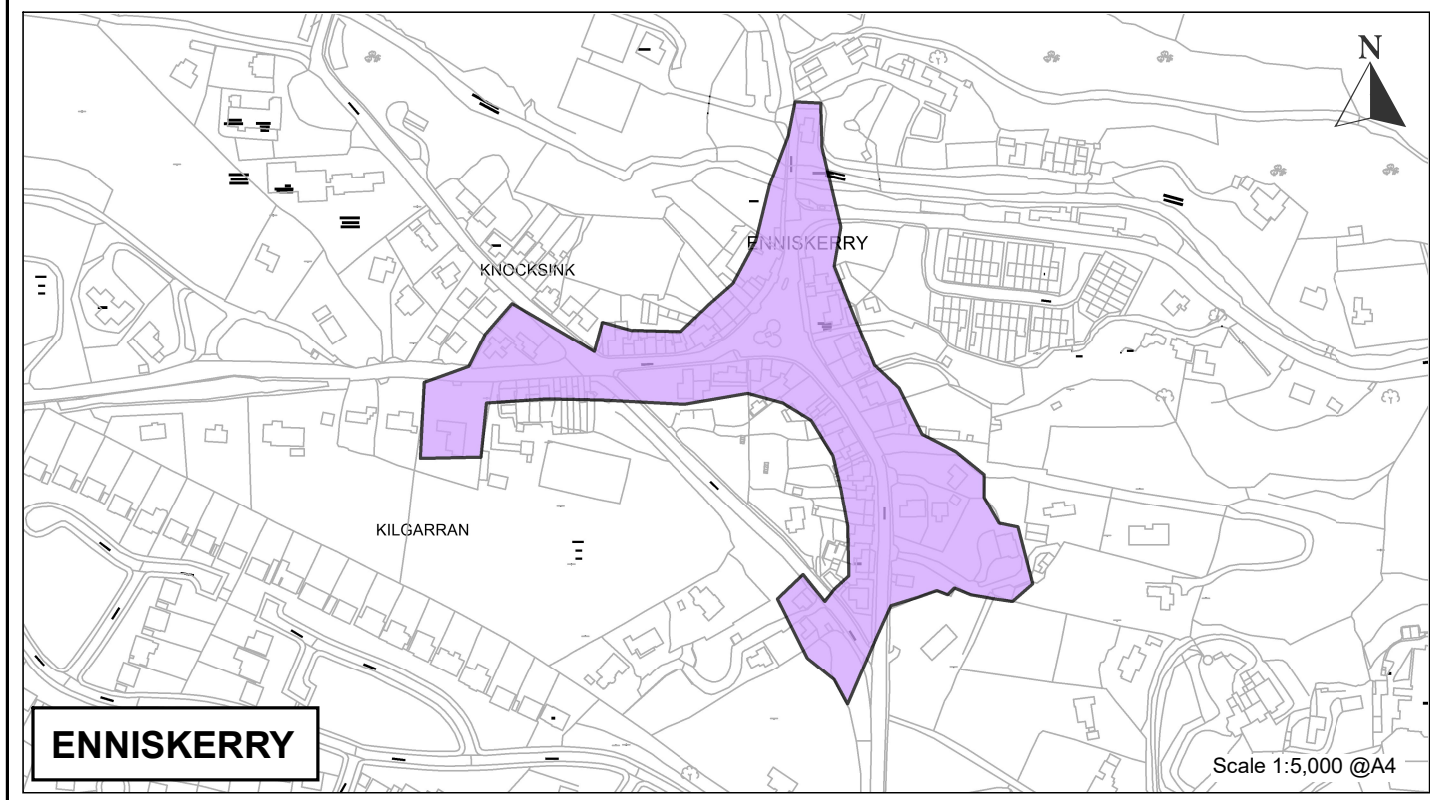 N
ENNISKERRY
KNOCKSINK
KILGARRAN
ENNISKERRY
Scale 1:5,000 @A4